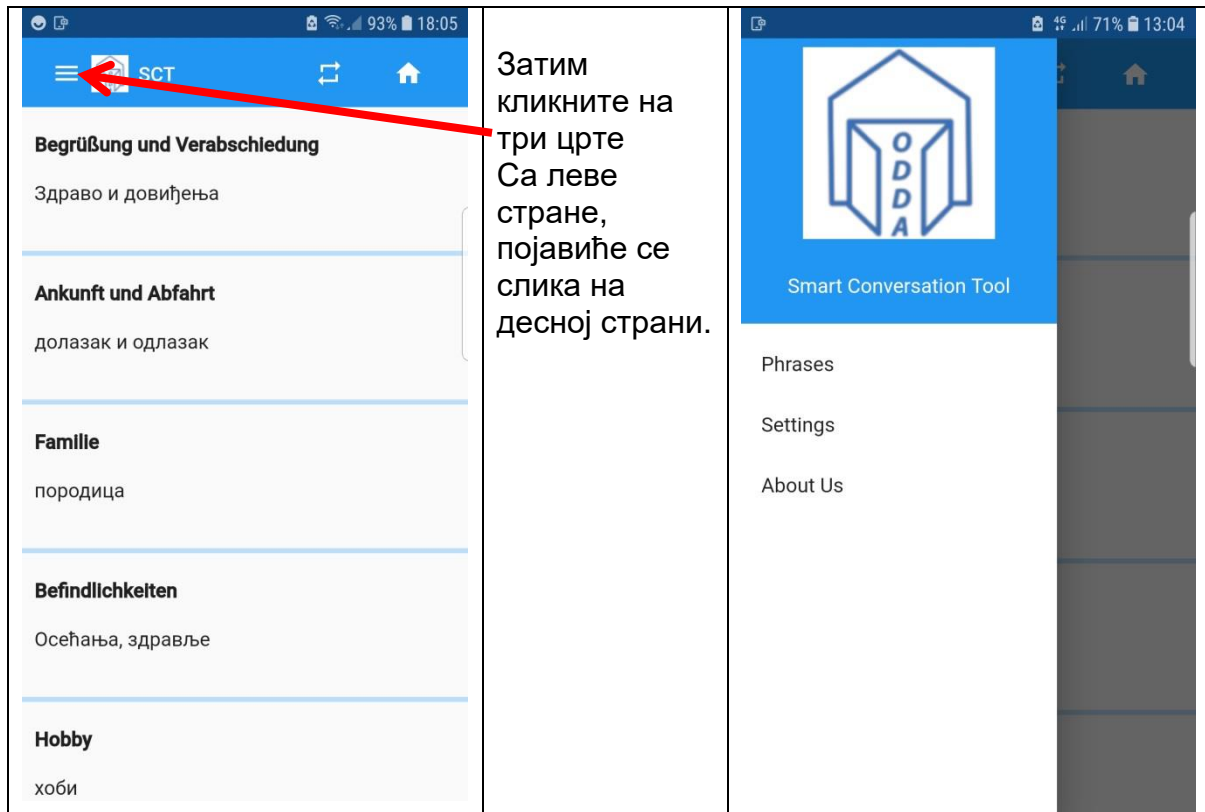 93% 18:05
SCT
Begrüßung und Verabschiedung
Здраво и довиђења
Ankunft und Abfahrt
долазак и одлазак
Familie
породица
Befindlichkeiten
Осећања, здравље
Hobby
хоби
Затим
кликните на
три црте
Са леве
стране,
појавиће се
слика на
десној страни.
4G 71% 13:04
O
D
D
A
Smart Conversation Tool
Phrases
Settings
About Us